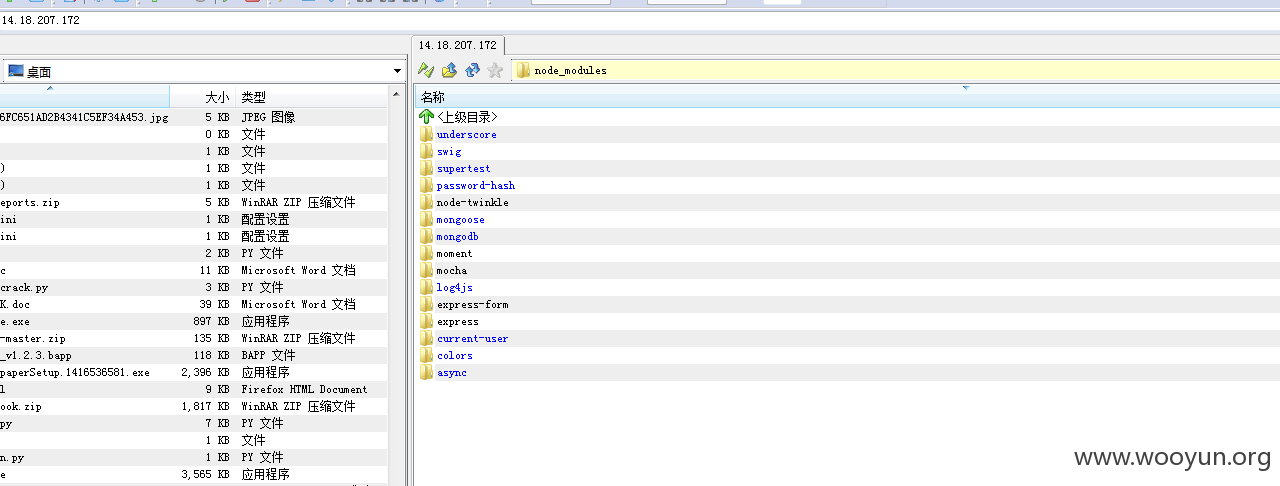 14.18.207.172
14.18.207.172
桌面
node_modules
大小 类型
名称
6FC651AD2B4341C5EF34A453.jpg 5 KB JPEG 图像
0 KB 文件
1 KB 文件
) 1 KB 文件
) 1 KB 文件
eports.zip 5 KB WinRAR ZIP 压缩文件
ini 1 KB 配置设置
ini 1 KB 配置设置
2 KB PY 文件
c 11 KB Microsoft Word 文档
crack.py 3 KB PY 文件
K.doc 39 KB Microsoft Word 文档
e.exe 897 KB 应用程序
-master.zip 135 KB WinRAR ZIP 压缩文件
_v1.2.3.bapp 118 KB BAPP 文件
paperSetup.1416536581.exe 2,396 KB 应用程序
l 9 KB Firefox HTML Document
ook.zip 1,817 KB WinRAR ZIP 压缩文件
py 7 KB PY 文件
1 KB 文件
n.py 1 KB PY 文件
e 3,565 KB 应用程序
<上级目录>
underscore
swig
supertest
password-hash
node-twinkle
mongoose
mongodb
moment
mocha
log4js
express-form
express
current-user
colors
async
www.wooyun.org